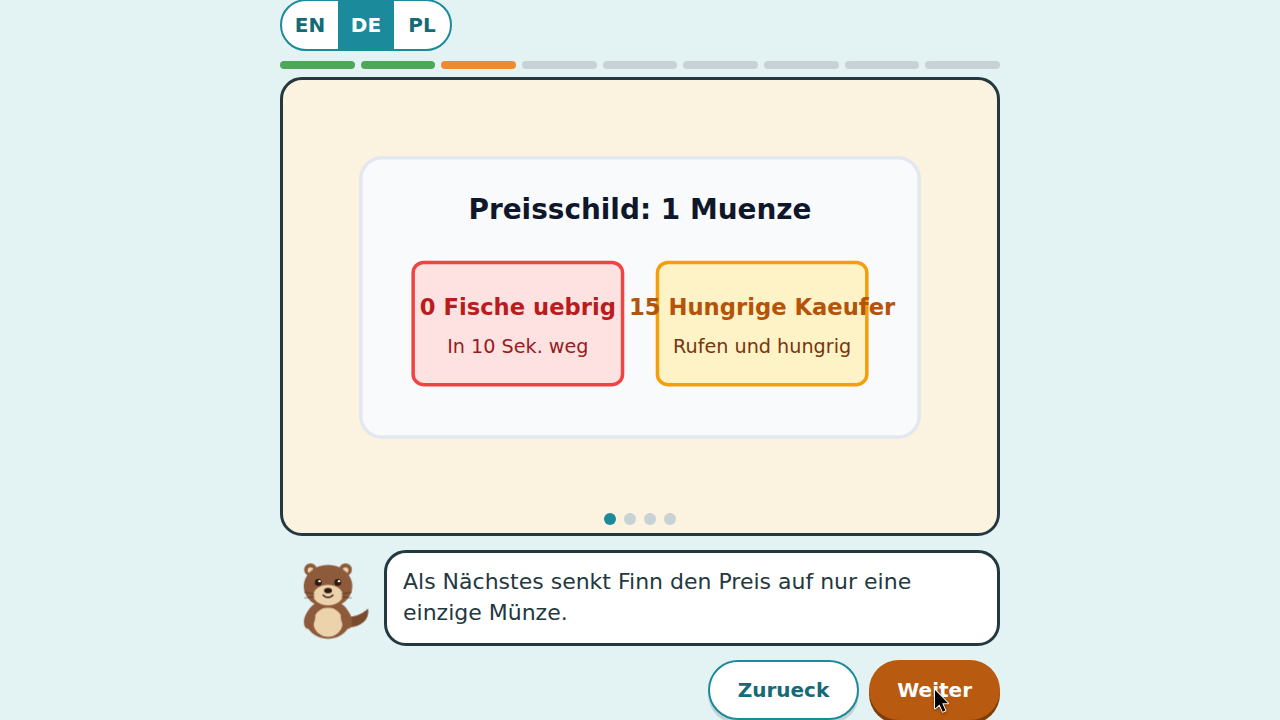 EN DE PL
Preisschild: 1 Muenze
0 Fische uebrig
In 10 Sek. weg
15 Hungrige Kaeufer
Rufen und hungrig
Als Nächstes senkt Finn den Preis auf nur eine
einzige Münze.
Zurueck
Weiter